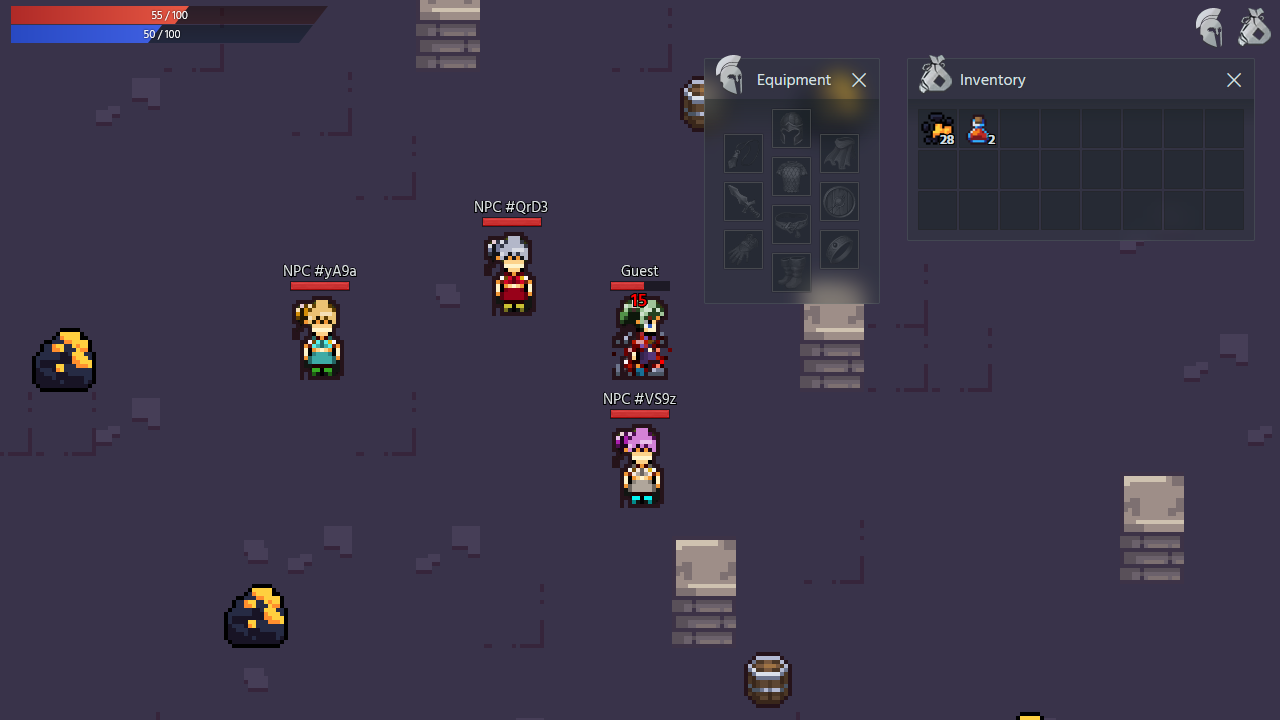 55 / 100
50 / 100
Equipment
Inventory
28
2
NPC #QrD3
NPC #yA9a
Guest
15
NPC #VS9z